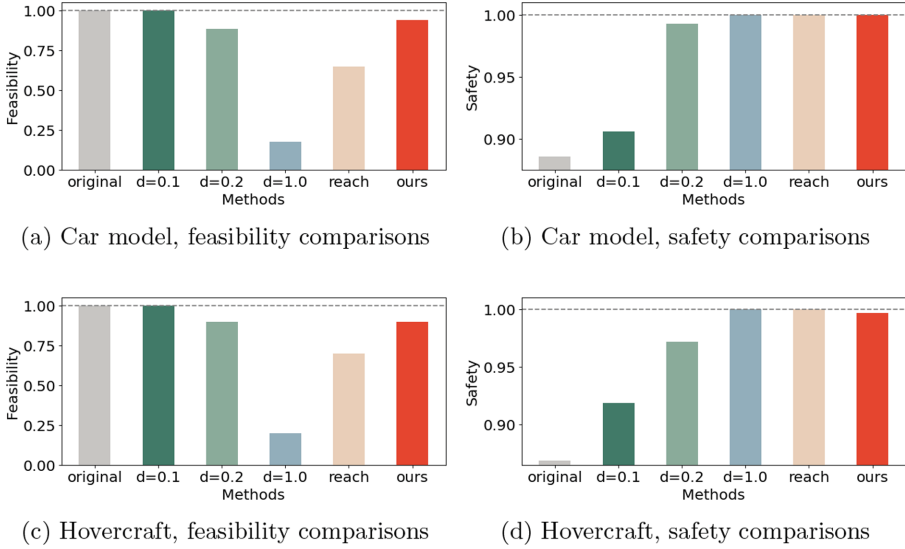 1.00
0.75
0.50
0.25
0.00
Feasibility
original d=0.1 d=0.2 d=1.0 reach ours
Methods
(a) Car model, feasibility comparisons
1.00
0.95
0.90
Safety
original d=0.1 d=0.2 d=1.0 reach ours
Methods
(b) Car model, safety comparisons
1.00
0.75
0.50
0.25
0.00
Feasibility
original d=0.1 d=0.2 d=1.0 reach ours
Methods
(c) Hovercraft, feasibility comparisons
1.00
0.95
0.90
Safety
original d=0.1 d=0.2 d=1.0 reach ours
Methods
(d) Hovercraft, safety comparisons